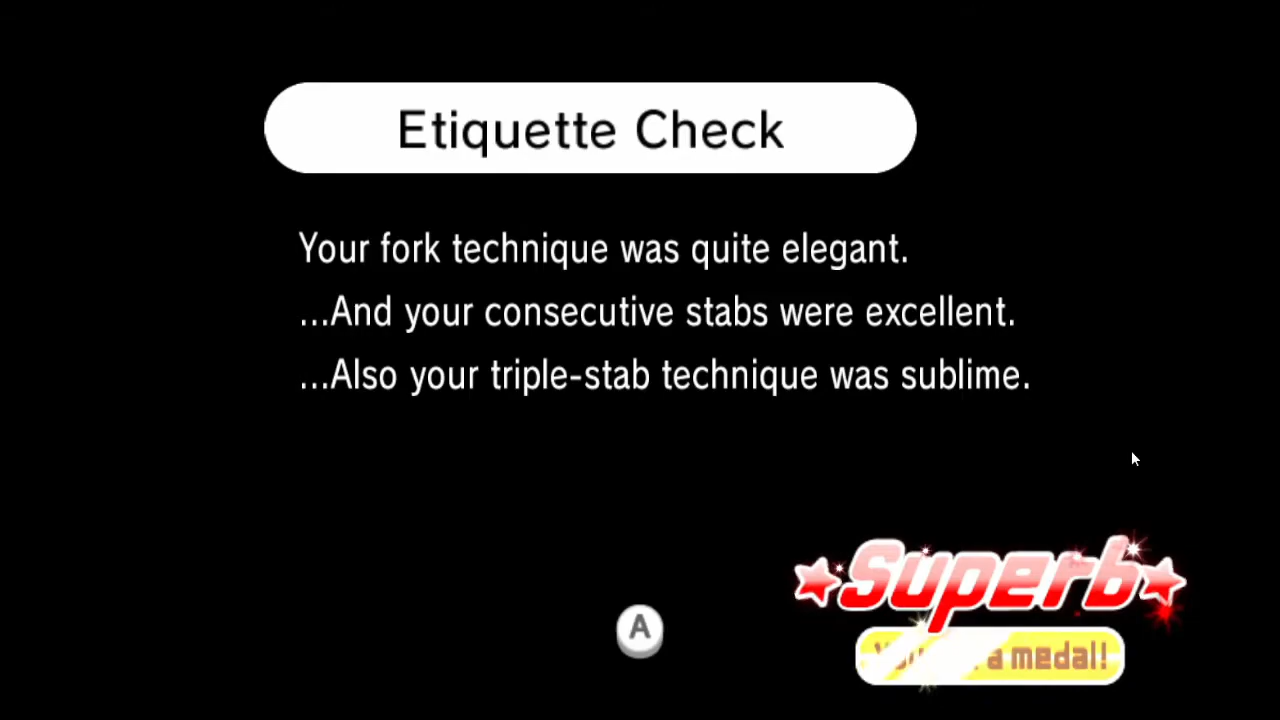 Etiquette Check
Your fork technique was quite elegant.
...And your consecutive stabs were excellent.
...Also your triple-stab technique was sublime.
Superb
a medal!
A